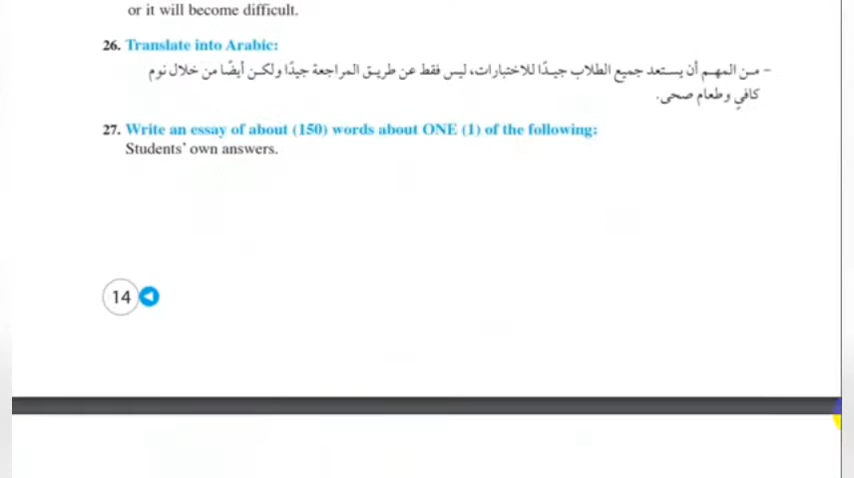 or it will become difficult.
26. Translate into Arabic:
- من المهم أن يستعد جميع الطلاب جيدًا للاختبارات، ليس فقط عن طريق المراجعة جيدًا ولكن أيضًا من خلال نوم
كافي وطعام صحى.
27. Write an essay of about (150) words about ONE (1) of the following:
Students' own answers.
14